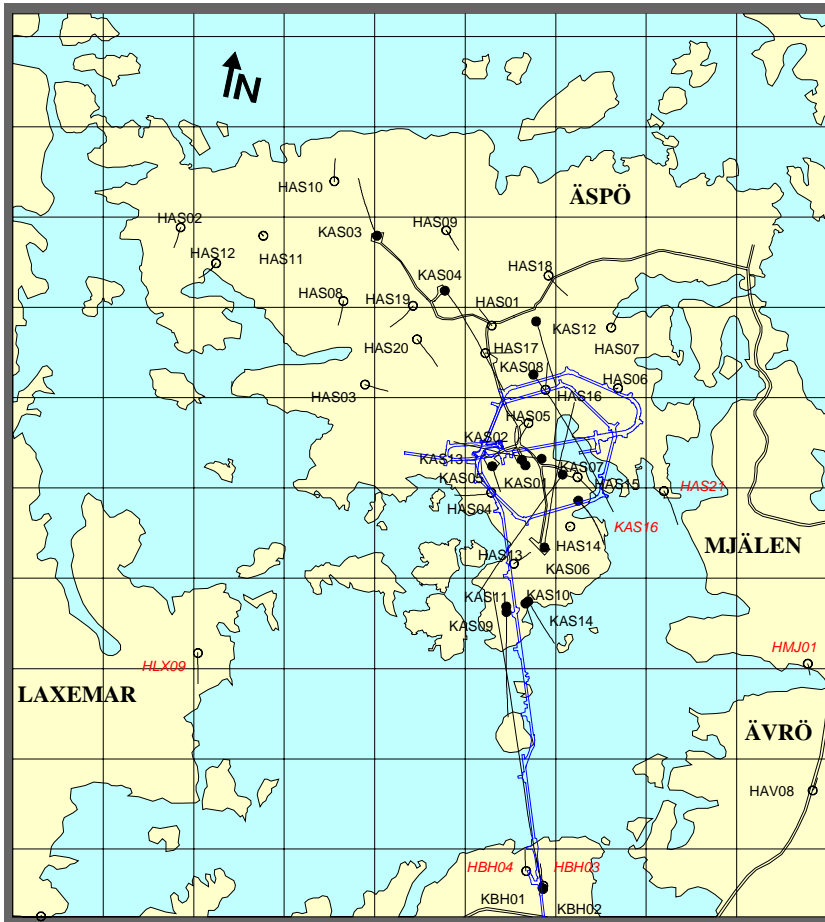 N
HAS10
ÄSPÖ
HAS02
KAS03
HAS09
HAS11
HAS12
HAS18
KAS04
HAS08
HAS19
HAS01
KAS12
HAS07
HAS20
HAS17
KAS08
HAS03
HAS06
HAS16
HAS05
KAS02
KAS13
KAS07
KAS05
KAS01
HAS15
HAS21
HAS04
KAS16
MJÄLEN
HAS14
HAS13
KAS06
KAS11
KAS10
KAS09
KAS14
HLX09
HMJ01
LAXEMAR
ÄVRÖ
HAV08
HBH04
HBH03
KBH01
KBH02